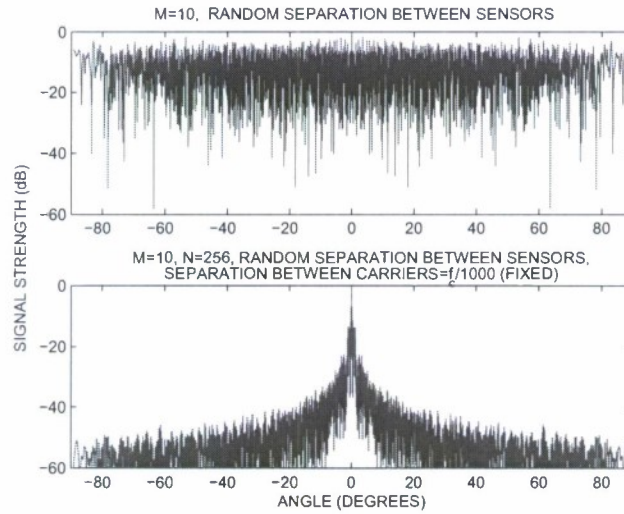 M=10, RANDOM SEPARATION BETWEEN SENSORS
0
−20
−40
−60
−80 −60 −40 −20 0 20 40 60 80
SIGNAL STRENGTH (dB)
M=10, N=256, RANDOM SEPARATION BETWEEN SENSORS,
SEPARATION BETWEEN CARRIERS=fc/1000 (FIXED)
0
−20
−40
−60
−80 −60 −40 −20 0 20 40 60 80
ANGLE (DEGREES)